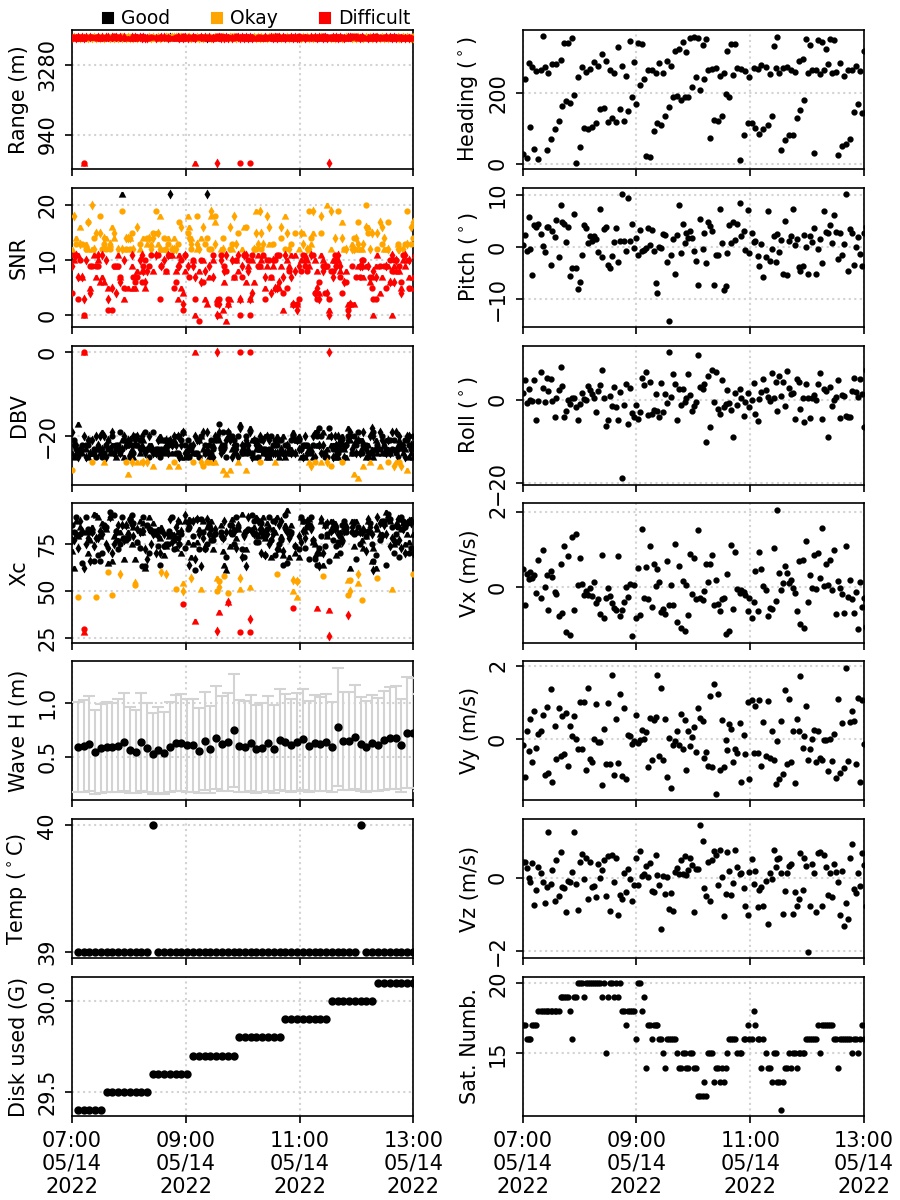 Good Okay Difficult
Range (m)
3280
940
Heading (°)
200
0
SNR
20
10
0
Pitch (°)
10
0
−10
DBV
0
−20
Roll (°)
0
−20
Xc
75
50
25
Vx (m/s)
2
0
Wave H (m)
1.0
0.5
Vy (m/s)
2
0
Temp (°C)
40
39
Vz (m/s)
0
−2
Disk used (G)
30.0
29.5
Sat. Numb.
20
15
07:00 09:00 11:00 13:00 07:00 09:00 11:00 13:00
05/14 05/14 05/14 05/14 05/14 05/14 05/14 05/14
2022 2022 2022 2022 2022 2022 2022 2022